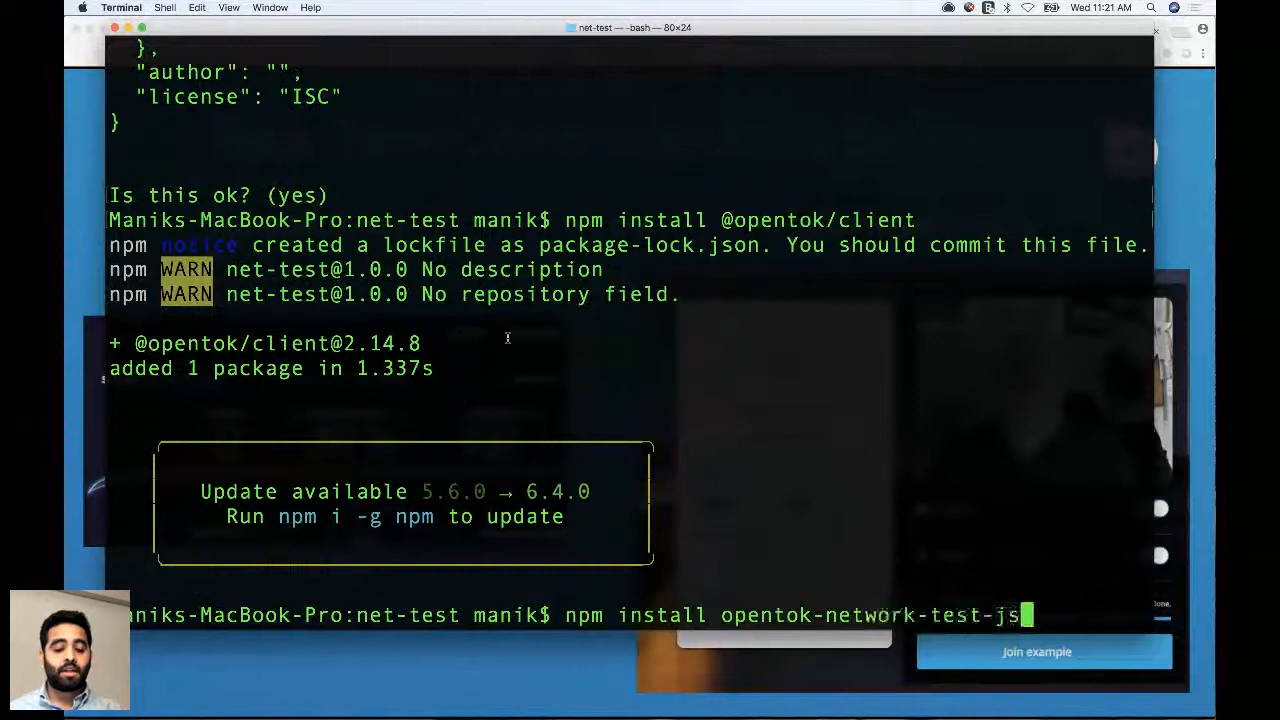 Terminal Shell Edit View Window Help Wed 11:21 AM
net-test — -bash — 80×24
},
"author": "",
"license": "ISC"
}
Is this ok? (yes)
Maniks-MacBook-Pro:net-test manik$ npm install @opentok/client
npm notice created a lockfile as package-lock.json. You should commit this file.
npm WARN net-test@1.0.0 No description
npm WARN net-test@1.0.0 No repository field.
+ @opentok/client@2.14.8
added 1 package in 1.337s
Update available 5.6.0 → 6.4.0
Run npm i -g npm to update
aniks-MacBook-Pro:net-test manik$ npm install opentok-network-test-js
Done.
Join example